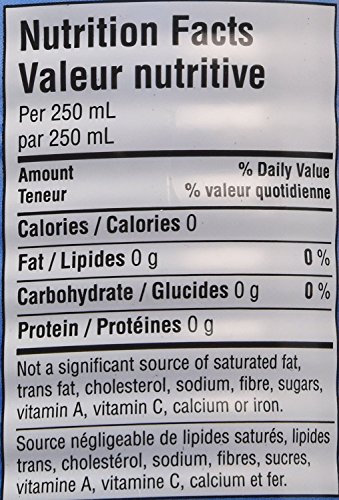 Nutrition Facts
Valeur nutritive
Per 250 mL
par 250 mL
Amount % Daily Value
Teneur % valeur quotidienne
Calories / Calories 0
Fat / Lipides 0 g 0 %
Carbohydrate / Glucides 0 g 0 %
Protein / Protéines 0 g
Not a significant source of saturated fat,
trans fat, cholesterol, sodium, fibre, sugars,
vitamin A, vitamin C, calcium or iron.
Source négligeable de lipides saturés, lipides
trans, cholestérol, sodium, fibres, sucres,
vitamine A, vitamine C, calcium et fer.